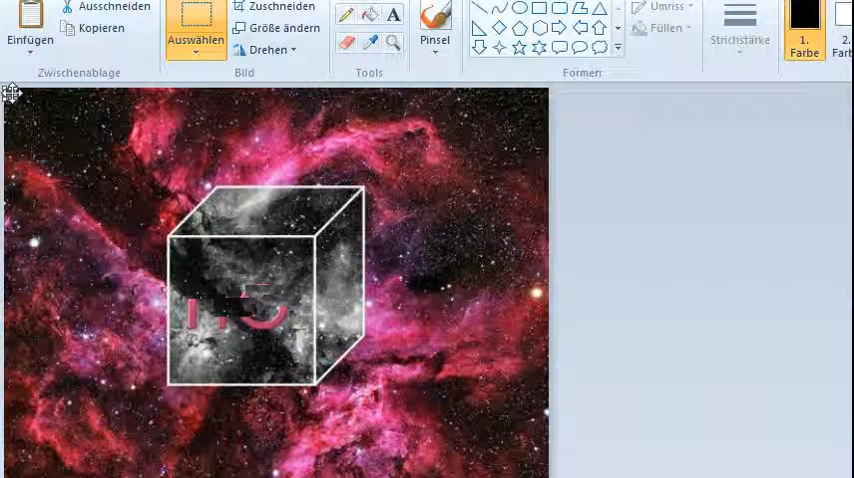 Ausschneiden
Kopieren
Einfügen
Zwischenablage
Auswählen
Zuschneiden
Größe ändern
Drehen
Bild
A
Tools
Pinsel
Formen
Umriss
Füllen
Strichstärke
1.
Farbe
2.